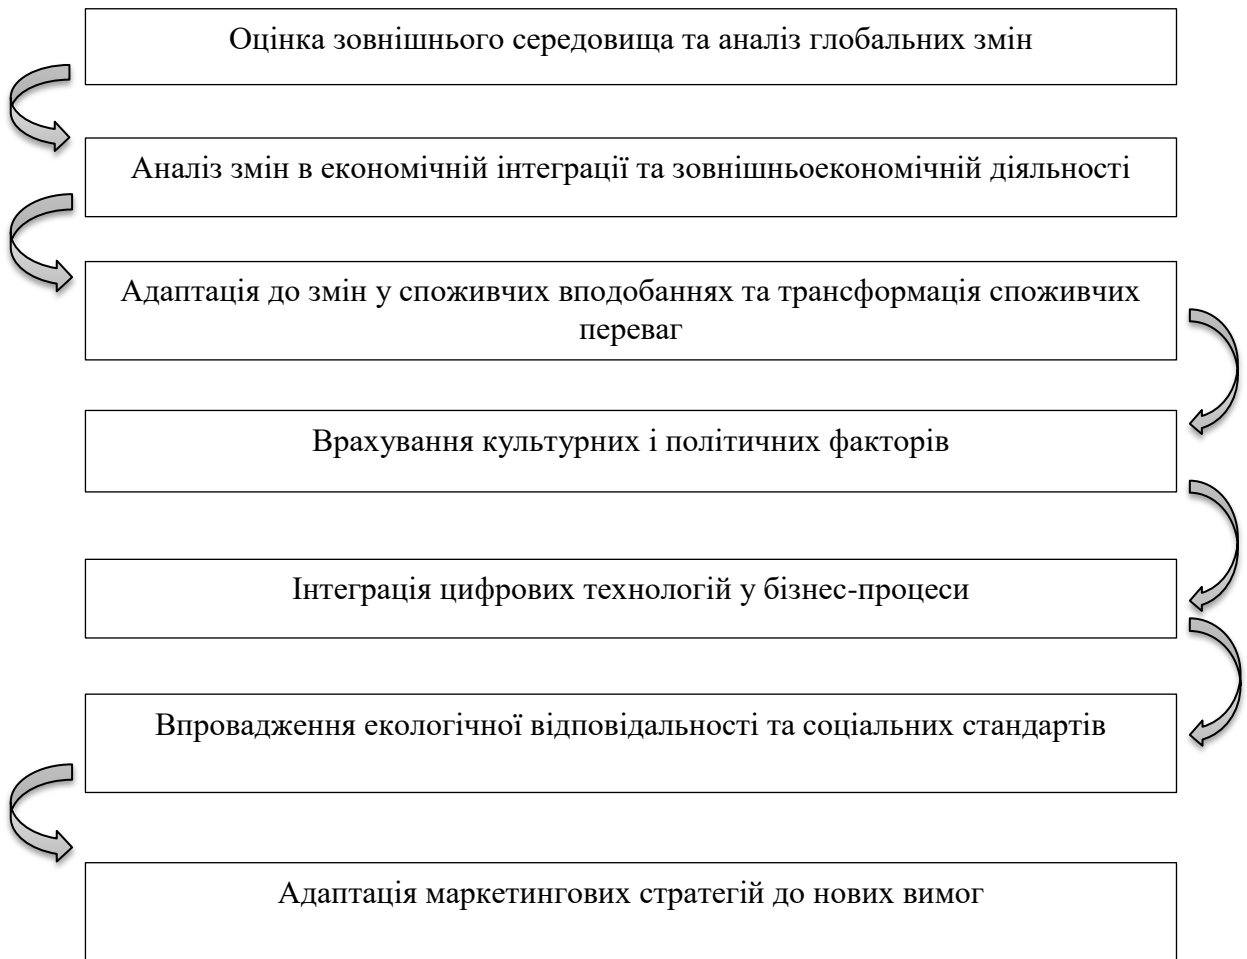 Оцінка зовнішнього середовища та аналіз глобальних змін
Аналіз змін в економічній інтеграції та зовнішньоекономічній діяльності
Адаптація до змін у споживчих вподобаннях та трансформація споживчих
переваг
Врахування культурних і політичних факторів
Інтеграція цифрових технологій у бізнес-процеси
Впровадження екологічної відповідальності та соціальних стандартів
Адаптація маркетингових стратегій до нових вимог